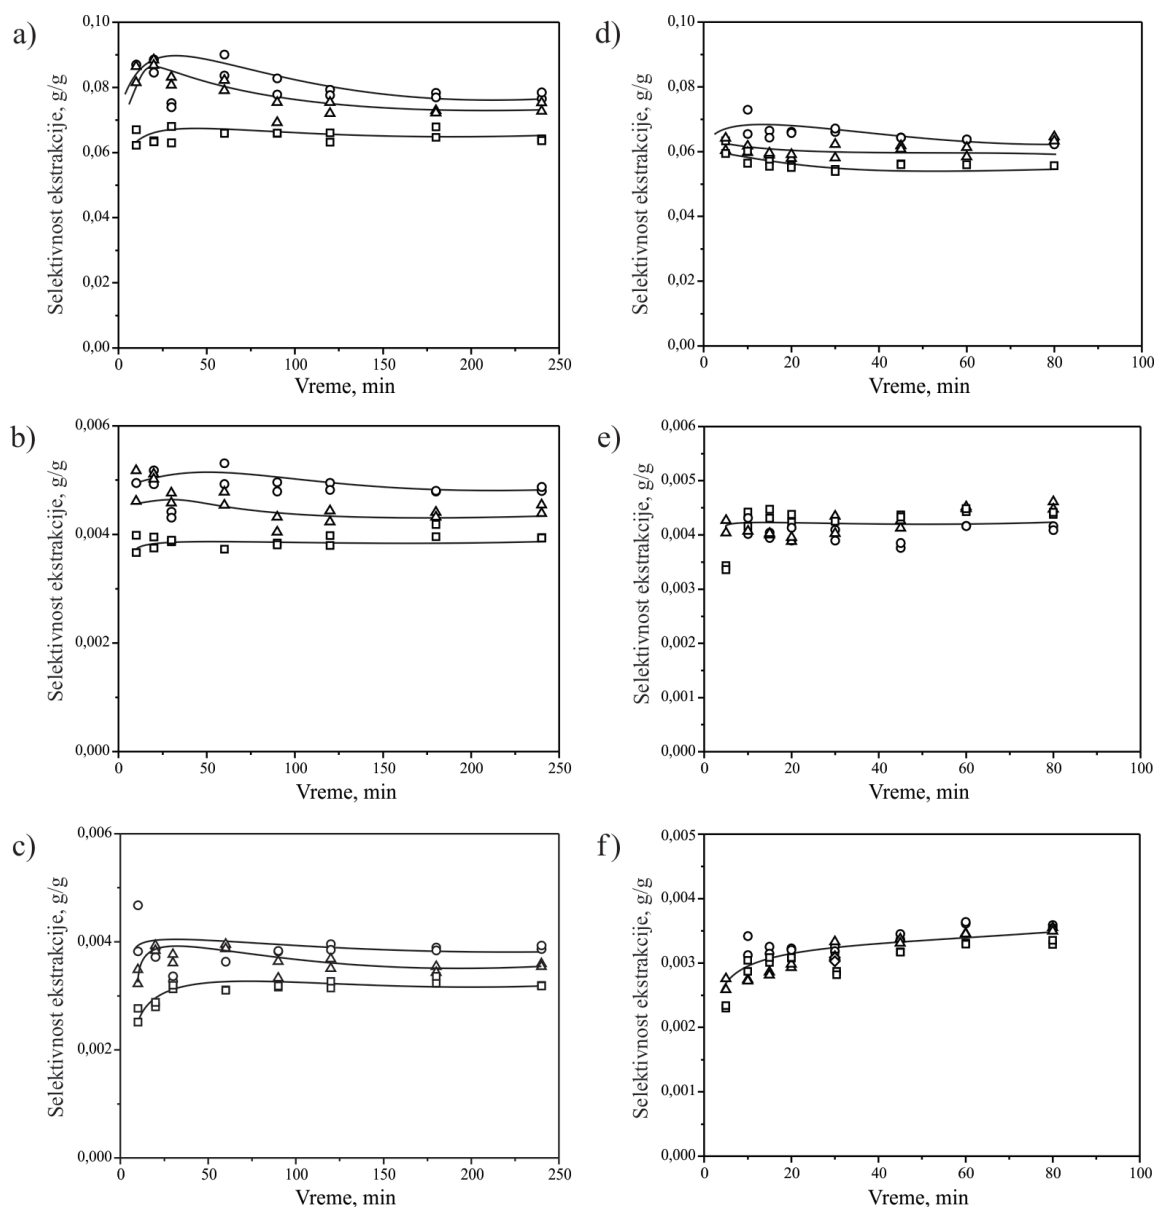 a)
Selektivnost ekstrakcije, g/g
0,10
0,08
0,06
0,04
0,02
0,00
0 50 100 150 200 250
Vreme, min
d)
Selektivnost ekstrakcije, g/g
0,10
0,08
0,06
0,04
0,02
0,00
0 20 40 60 80 100
Vreme, min
b)
Selektivnost ekstrakcije, g/g
0,006
0,004
0,002
0,000
0 50 100 150 200 250
Vreme, min
e)
Selektivnost ekstrakcije, g/g
0,006
0,005
0,004
0,003
0,002
0,001
0,000
0 20 40 60 80 100
Vreme, min
c)
Selektivnost ekstrakcije, g/g
0,006
0,004
0,002
0,000
0 50 100 150 200 250
Vreme, min
f)
Selektivnost ekstrakcije, g/g
0,005
0,004
0,003
0,002
0,001
0,000
0 20 40 60 80 100
Vreme, min